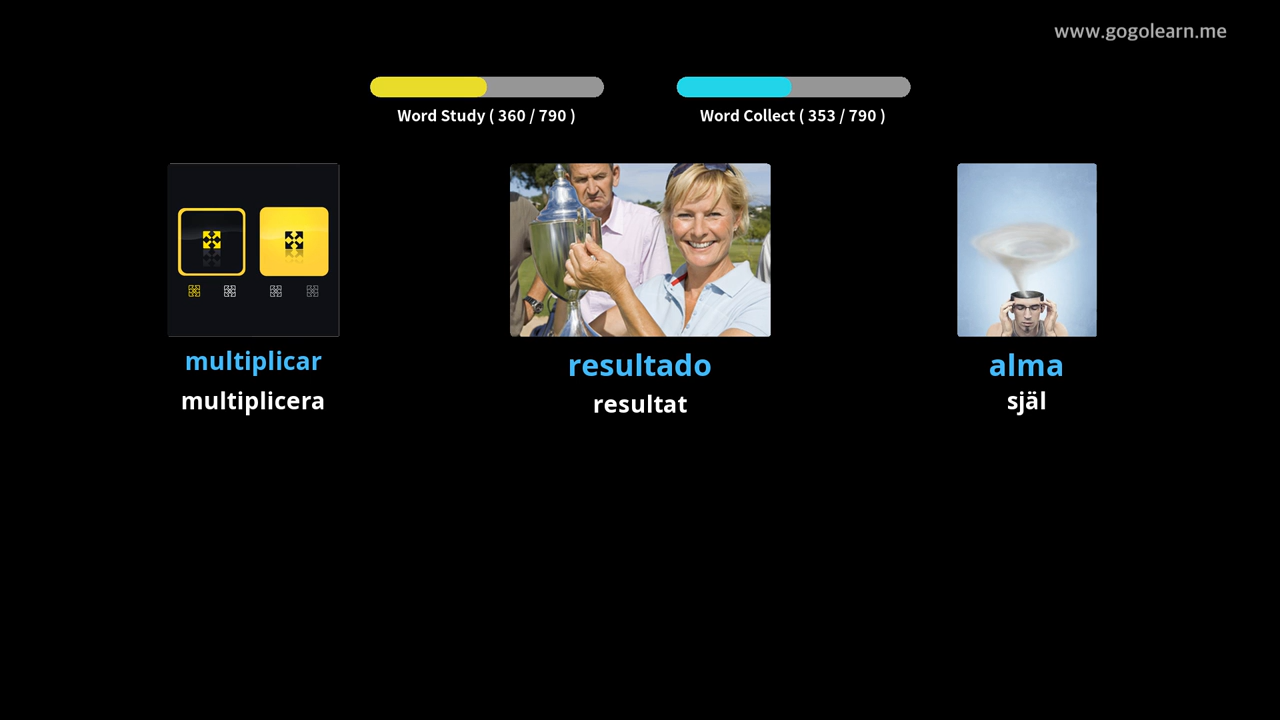 www.gogolearn.me
Word Study ( 360 / 790 )
Word Collect ( 353 / 790 )
multiplicar
multiplicera
resultado
resultat
alma
själ